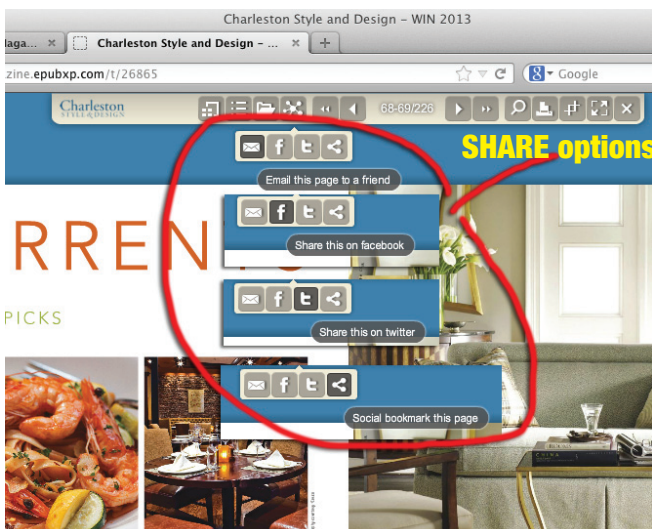 Charleston Style and Design – WIN 2013
laga...
Charleston Style and Design – ...
zine.epubxp.com/t/26865
Google
Charleston
STYLE & DESIGN
68-69/226
SHARE options
Email this page to a friend
Share this on facebook
RRENTS
Share this on twitter
PICKS
Social bookmark this page